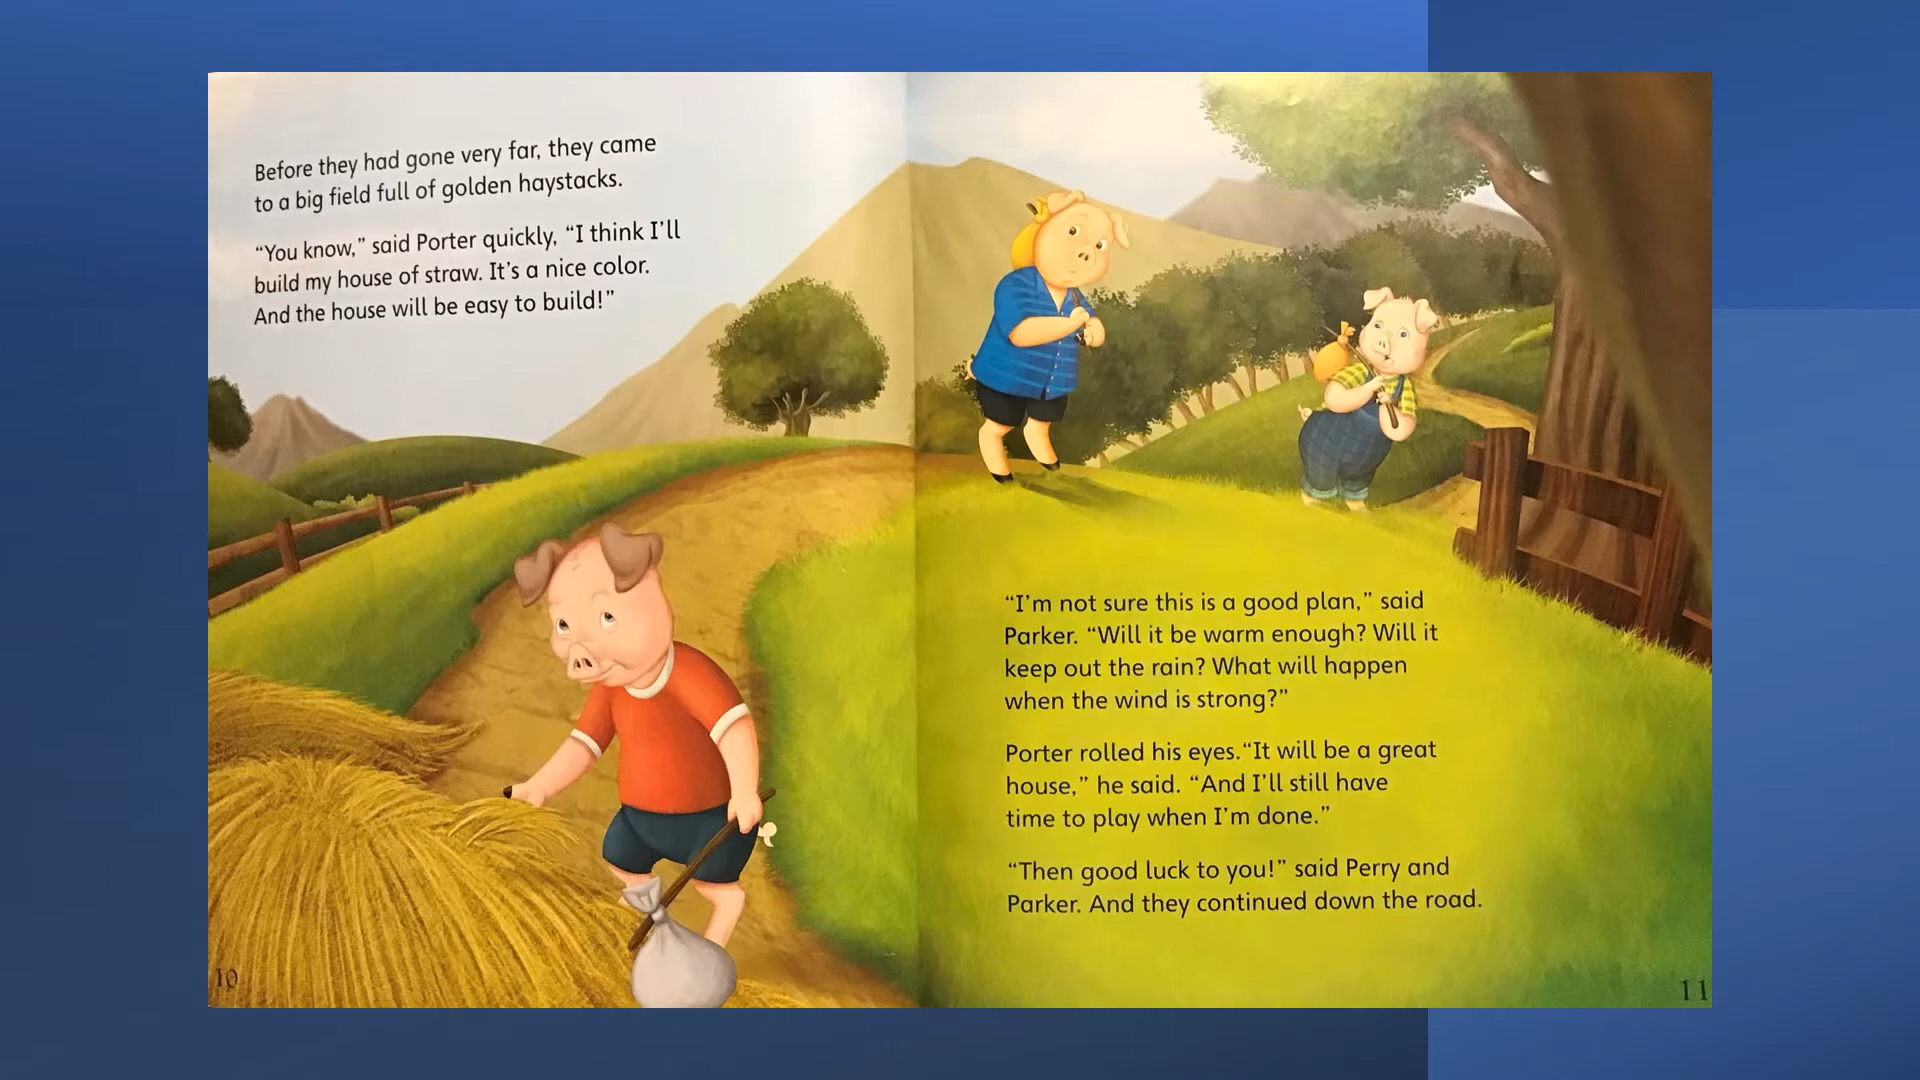 Before they had gone very far, they came
to a big field full of golden haystacks.
“You know,” said Porter quickly, “I think I’ll
build my house of straw. It’s a nice color.
And the house will be easy to build!”
10
“I’m not sure this is a good plan,” said
Parker. “Will it be warm enough? Will it
keep out the rain? What will happen
when the wind is strong?”
Porter rolled his eyes.“It will be a great
house,” he said. “And I’ll still have
time to play when I’m done.”
“Then good luck to you!” said Perry and
Parker. And they continued down the road.
11